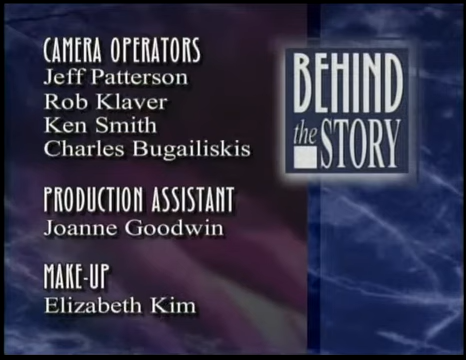 CAMERA OPERATORS
Jeff Patterson
Rob Klaver
Ken Smith
Charles Bugailiskis
PRODUCTION ASSISTANT
Joanne Goodwin
MAKE-UP
Elizabeth Kim
BEHIND
the STORY